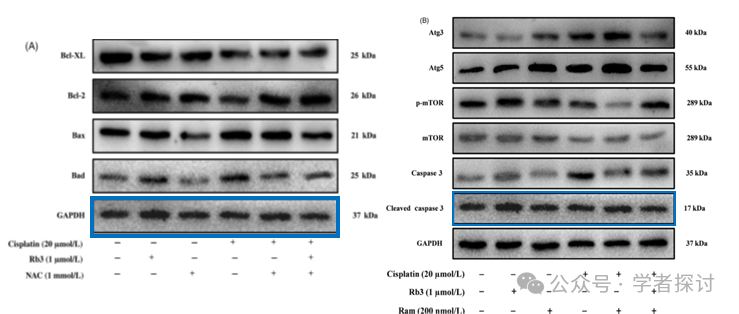 (A)
Bcl-XL 25 kDa
Bcl-2 26 kDa
Bax 21 kDa
Bad 25 kDa
GAPDH 37 kDa
Cisplatin (20 μmol/L) – – – + + +
Rb3 (1 μmol/L) – + – – – +
NAC (1 mmol/L) – – + – + +
(B)
Atg3 40 kDa
Atg5 55 kDa
p-mTOR 289 kDa
mTOR 289 kDa
Caspase 3 35 kDa
Cleaved caspase 3 17 kDa
GAPDH 37 kDa
Cisplatin (20 μmol/L) – – – + + +
Rb3 (1 μmol/L) – + – – – +
Ram (200 nmol/L) – – + – + +
公众号 · 学者探讨